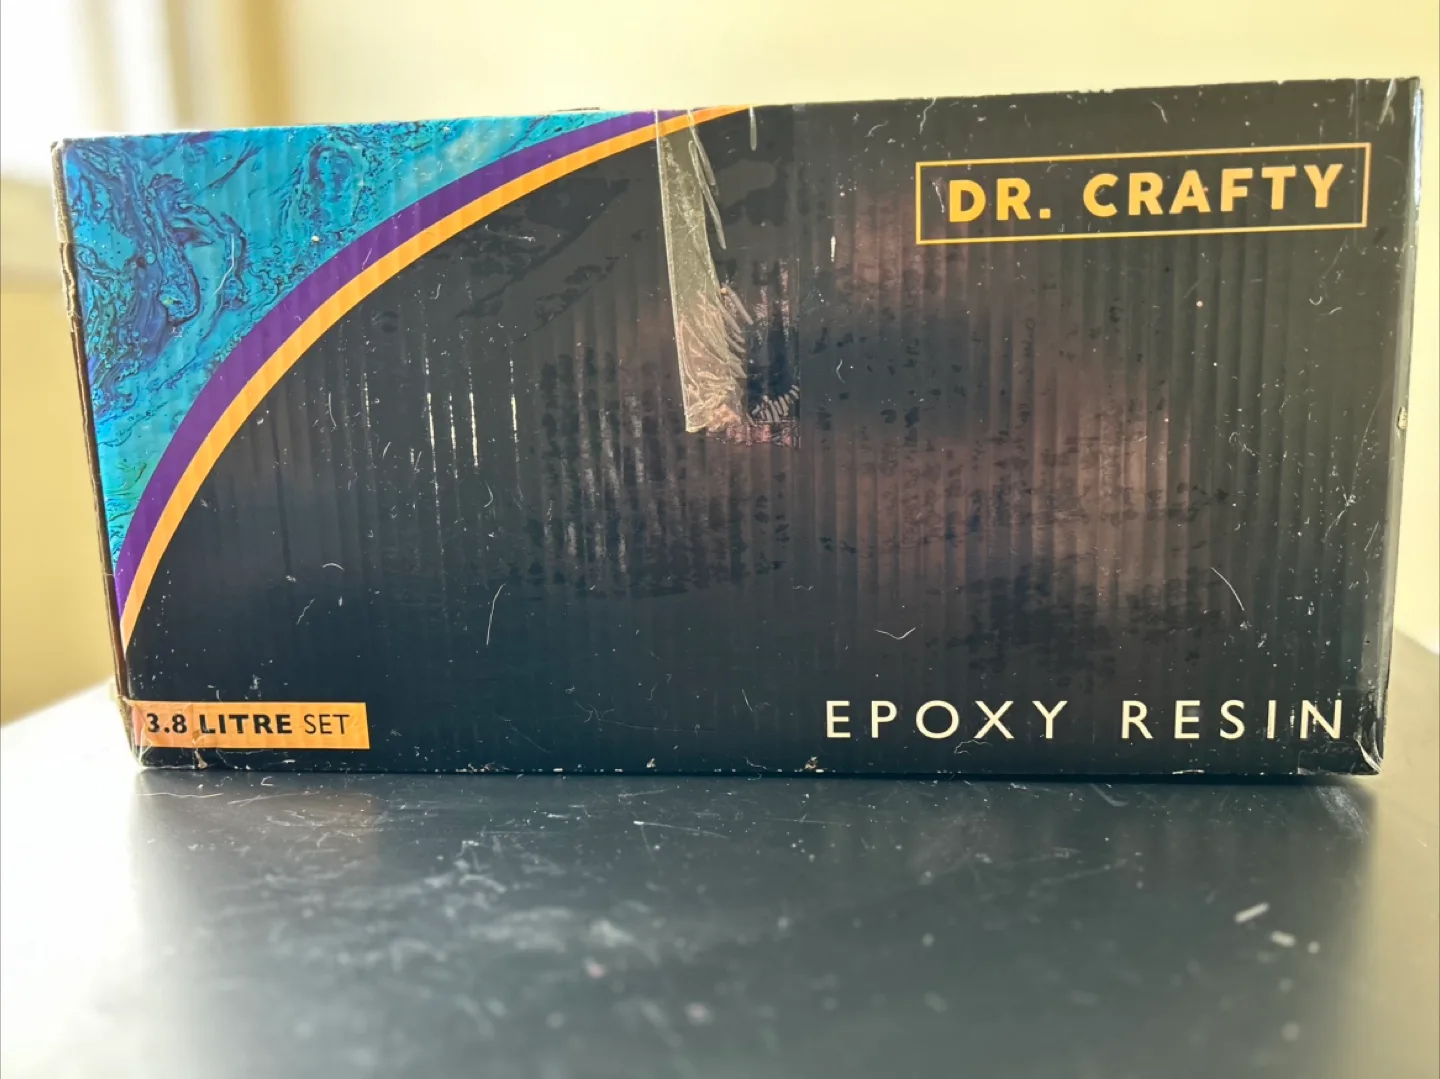 DR. CRAFTY
3.8 LITRE SET
EPOXY RESIN